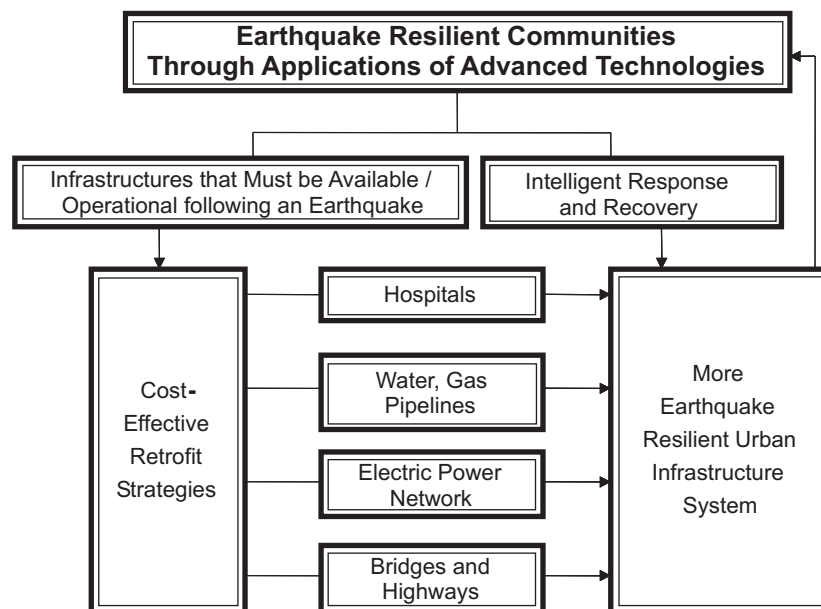 Earthquake Resilient Communities
Through Applications of Advanced Technologies
Infrastructures that Must be Available /
Operational following an Earthquake
Intelligent Response
and Recovery
Cost-
Effective
Retrofit
Strategies
Hospitals
Water, Gas
Pipelines
Electric Power
Network
Bridges and
Highways
More
Earthquake
Resilient Urban
Infrastructure
System